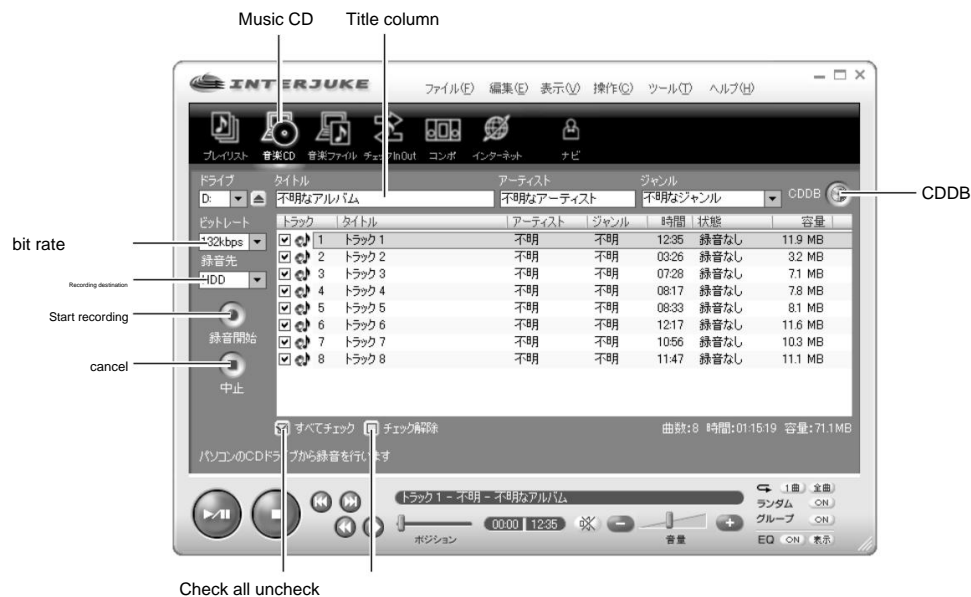 Music CD Title column
INTERJUKE ファイル(F) 編集(E) 表示(V) 操作(C) ツール(T) ヘルプ(H)
プレイリスト 音楽CD 音楽ファイル チェックInOut コンポ インターネット ナビ
ドライブ タイトル アーティスト ジャンル
D: 不明なアルバム 不明なアーティスト 不明なジャンル CDDB
CDDB
ビットレート トラック タイトル アーティスト ジャンル 時間 状態 容量
bit rate
132kbps 1 トラック 1 不明 不明 12:35 録音なし 11.9 MB
録音先 2 トラック 2 不明 不明 03:26 録音なし 3.2 MB
Recording destination
HDD 3 トラック 3 不明 不明 07:28 録音なし 7.1 MB
4 トラック 4 不明 不明 08:17 録音なし 7.8 MB
Start recording
5 トラック 5 不明 不明 08:33 録音なし 8.1 MB
録音開始 6 トラック 6 不明 不明 12:17 録音なし 11.6 MB
7 トラック 7 不明 不明 10:56 録音なし 10.3 MB
cancel
8 トラック 8 不明 不明 11:47 録音なし 11.1 MB
中止
すべてチェック チェック解除 曲数:8 時間:01:15:19 容量:71.1MB
パソコンのCDドライブから録音を行います
トラック 1 - 不明 - 不明なアルバム
1曲 全曲
ランダム ON
00:00 12:35
グループ ON
ポジション 音量 EQ ON 表示
Check all uncheck